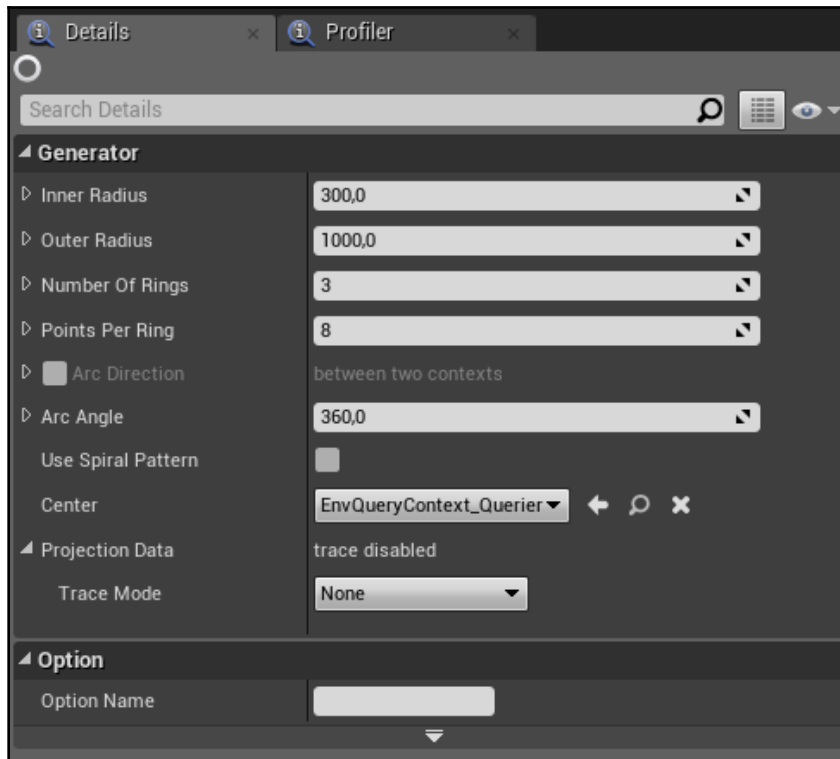 Details
Profiler
Search Details
Generator
Inner Radius 300,0
Outer Radius 1000,0
Number Of Rings 3
Points Per Ring 8
Arc Direction between two contexts
Arc Angle 360,0
Use Spiral Pattern
Center EnvQueryContext_Querier
Projection Data trace disabled
Trace Mode None
Option
Option Name